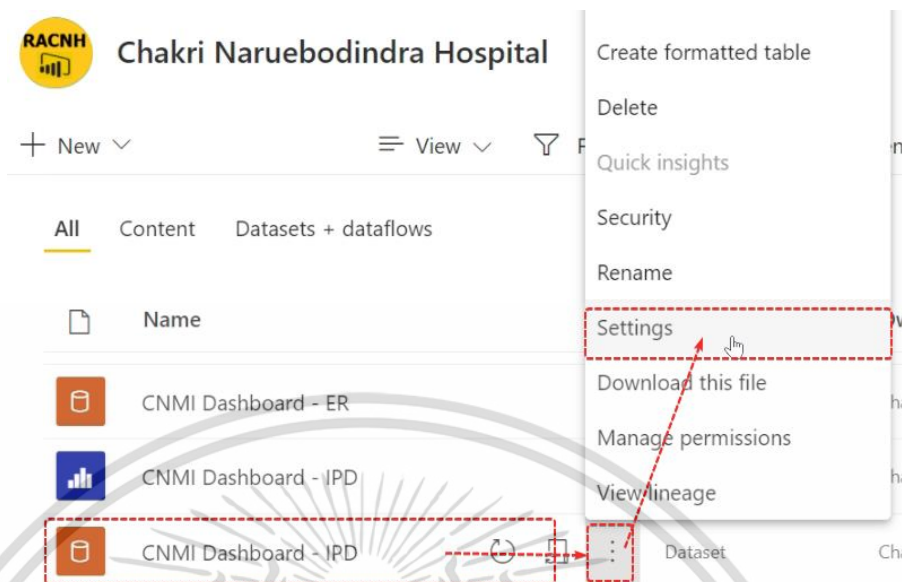 RACNH
Chakri Naruebodindra Hospital
New
View
All
Content
Datasets + dataflows
Name
CNMI Dashboard - ER
CNMI Dashboard - IPD
CNMI Dashboard - IPD
Dataset
Create formatted table
Delete
Quick insights
Security
Rename
Settings
Download this file
Manage permissions
View lineage